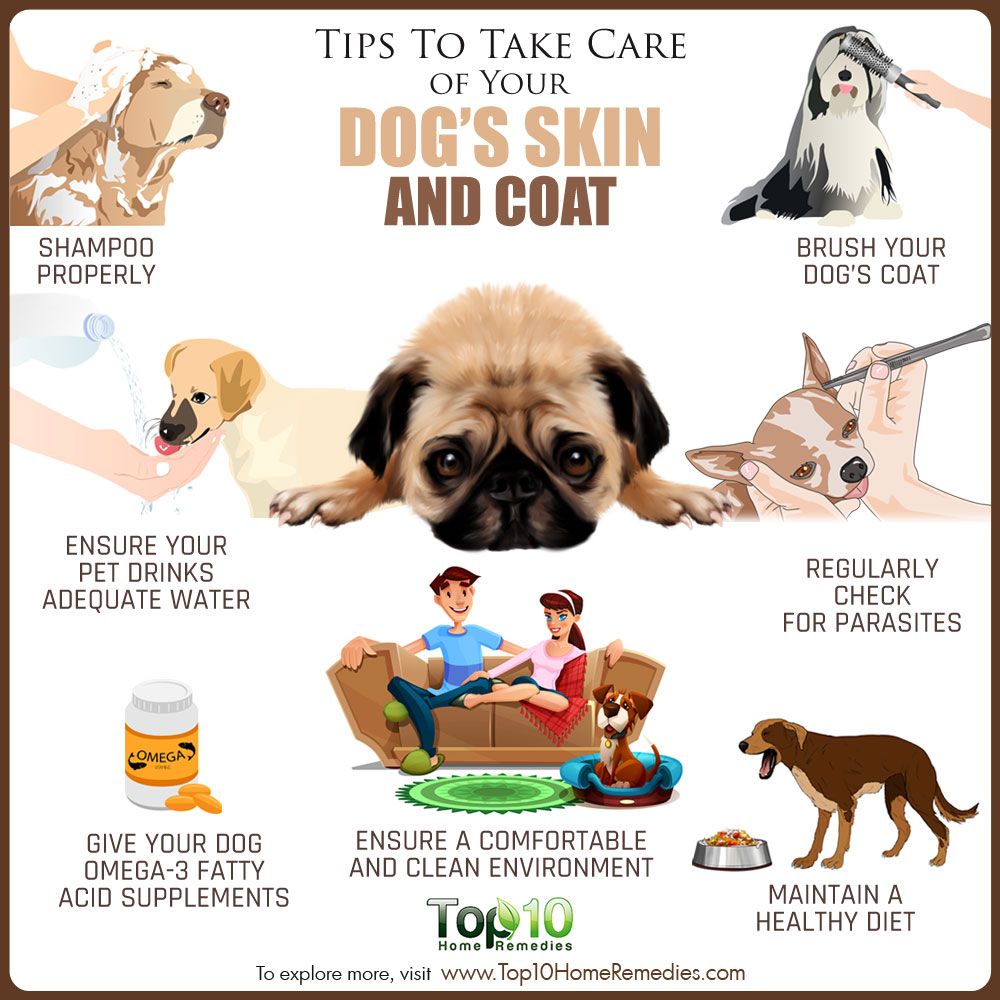 TIPS TO TAKE CARE
OF YOUR
DOG'S SKIN
AND COAT
SHAMPOO
PROPERLY
BRUSH YOUR
DOG'S COAT
ENSURE YOUR
PET DRINKS
ADEQUATE WATER
REGULARLY
CHECK
FOR PARASITES
OMEGA
GIVE YOUR DOG
OMEGA-3 FATTY
ACID SUPPLEMENTS
ENSURE A COMFORTABLE
AND CLEAN ENVIRONMENT
MAINTAIN A
HEALTHY DIET
Top10
Home Remedies
To explore more, visit www.Top10HomeRemedies.com